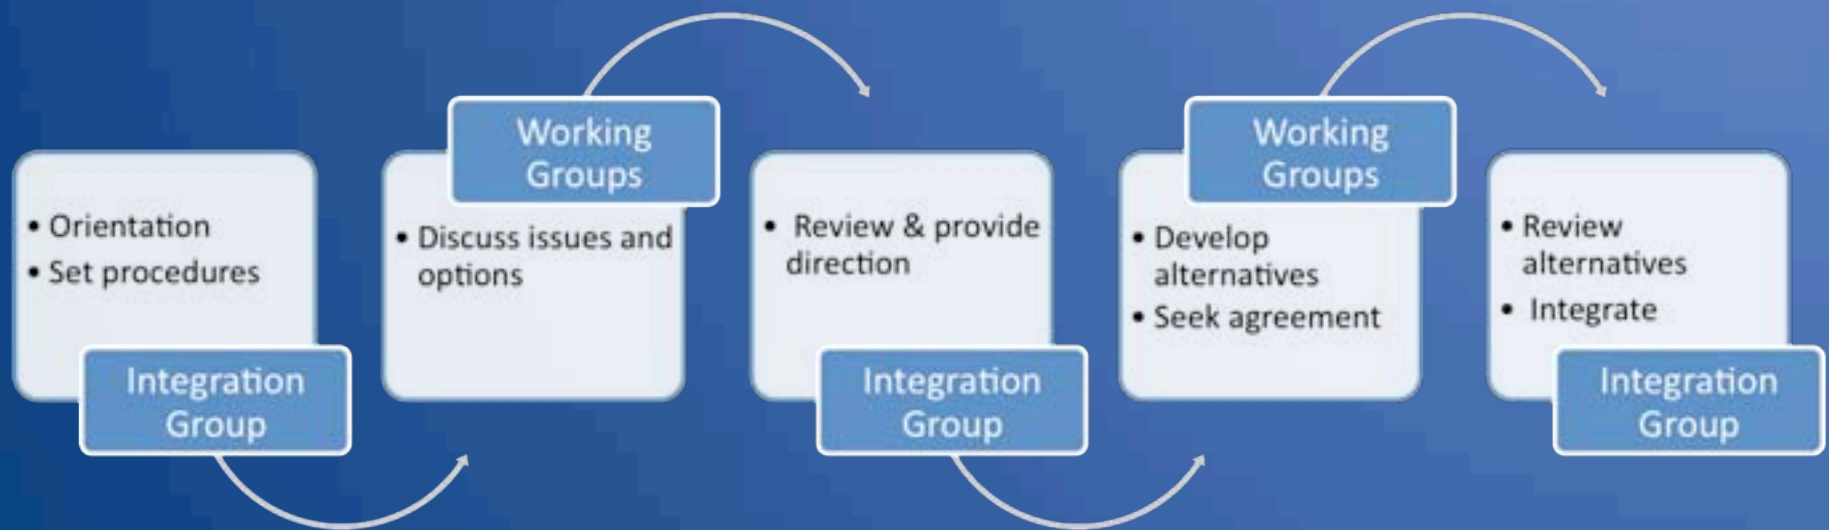 • Orientation
• Set procedures
Integration
Group
Working
Groups
• Discuss issues and
options
• Review & provide
direction
Integration
Group
Working
Groups
• Develop
alternatives
• Seek agreement
• Review
alternatives
• Integrate
Integration
Group